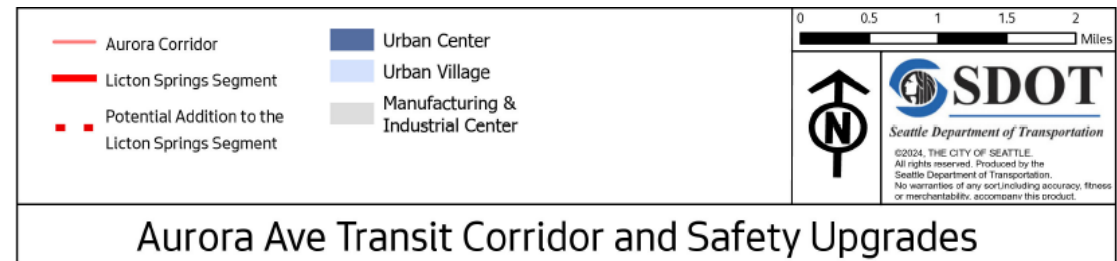 Aurora Corridor
Licton Springs Segment
Potential Addition to the
Licton Springs Segment
Urban Center
Urban Village
Manufacturing &
Industrial Center
0 0.5 1 1.5 2
Miles
N
SDOT
Seattle Department of Transportation
©2024, THE CITY OF SEATTLE.
All rights reserved. Produced by the
Seattle Department of Transportation.
No warranties of any sort,including accuracy, fitness
or merchantability, accompany this product.
Aurora Ave Transit Corridor and Safety Upgrades